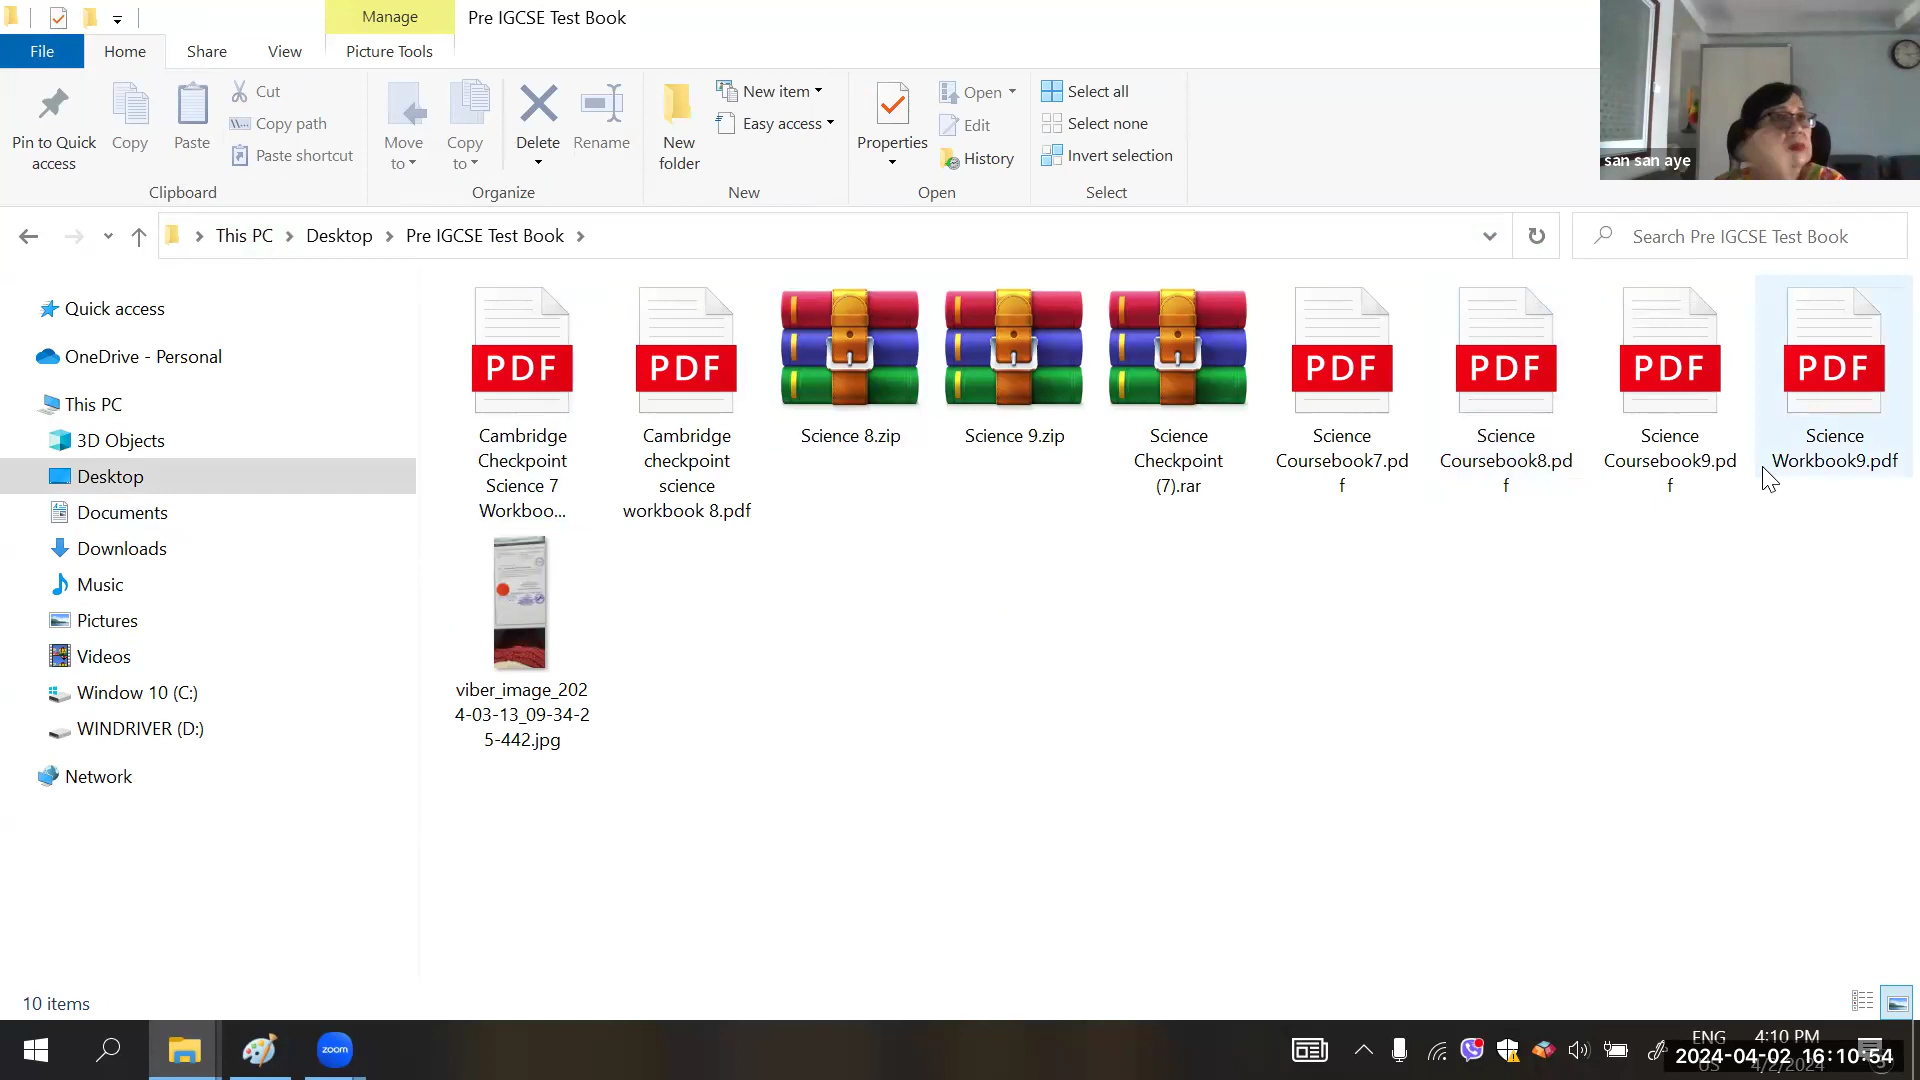 Manage
Pre IGCSE Test Book
File
Home
Share
View
Picture Tools
Pin to Quick access
Copy
Paste
Cut
Copy path
Paste shortcut
Clipboard
Move to
Copy to
Delete
Rename
Organize
New folder
New item
Easy access
New
Properties
Open
Edit
History
Open
Select all
Select none
Invert selection
Select
san san aye
This PC
Desktop
Pre IGCSE Test Book
Search Pre IGCSE Test Book
Quick access
OneDrive - Personal
This PC
3D Objects
Desktop
Documents
Downloads
Music
Pictures
Videos
Window 10 (C:)
WINDRIVER (D:)
Network
PDF
Cambridge
Checkpoint
Science 7
Workboo...
PDF
Cambridge
checkpoint
science
workbook 8.pdf
Science 8.zip
Science 9.zip
Science
Checkpoint
(7).rar
PDF
Science
Coursebook7.pd
f
PDF
Science
Coursebook8.pd
f
PDF
Science
Coursebook9.pd
f
PDF
Science
Workbook9.pdf
viber_image_202
4-03-13_09-34-2
5-442.jpg
10 items
zoom
ENG
US
4:10 PM
4/2/2024
2024-04-02 16:10:54